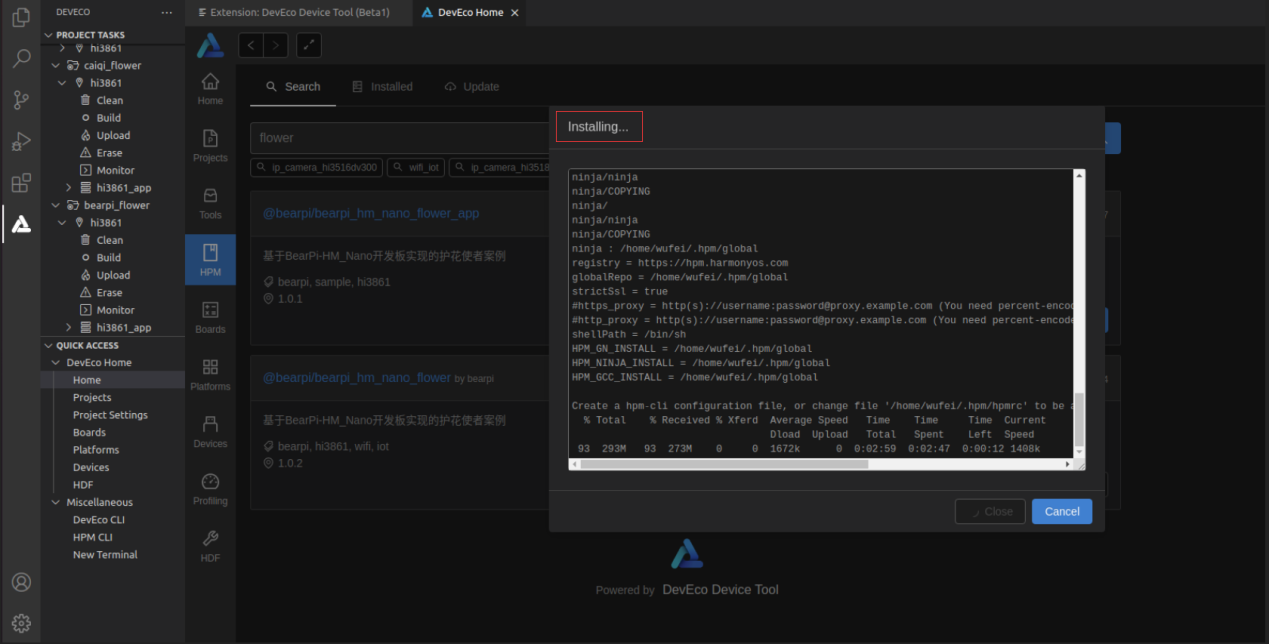 DEVECO
···
Extension: DevEco Device Tool (Beta1)
DevEco Home
PROJECT TASKS
hi3861
caiqi_flower
hi3861
Clean
Build
Upload
Erase
Monitor
hi3861_app
bearpi_flower
hi3861
Clean
Build
Upload
Erase
Monitor
hi3861_app
QUICK ACCESS
DevEco Home
Home
Projects
Project Settings
Boards
Platforms
Devices
HDF
Miscellaneous
DevEco CLI
HPM CLI
New Terminal
Home
Projects
Tools
HPM
Boards
Platforms
Devices
Profiling
HDF
Search
Installed
Update
flower
ip_camera_hi3516dv300
wifi_iot
ip_camera_hi3518
@bearpi/bearpi_hm_nano_flower_app
基于BearPi-HM_Nano开发板实现的护花使者案例
bearpi, sample, hi3861
1.0.1
@bearpi/bearpi_hm_nano_flower by bearpi
基于BearPi-HM_Nano开发板实现的护花使者案例
bearpi, hi3861, wifi, iot
1.0.2
Installing...
ninja/ninja
ninja/COPYING
ninja/
ninja/ninja
ninja/COPYING
ninja : /home/wufei/.hpm/global
registry = https://hpm.harmonyos.com
globalRepo = /home/wufei/.hpm/global
strictSsl = true
#https_proxy = http(s)://username:password@proxy.example.com (You need percent-encod
#http_proxy = http(s)://username:password@proxy.example.com (You need percent-encode
shellPath = /bin/sh
HPM_GN_INSTALL = /home/wufei/.hpm/global
HPM_NINJA_INSTALL = /home/wufei/.hpm/global
HPM_GCC_INSTALL = /home/wufei/.hpm/global
Create a hpm-cli configuration file, or change file '/home/wufei/.hpm/hpmrc' to be a
% Total % Received % Xferd Average Speed Time Time Time Current
Dload Upload Total Spent Left Speed
93 293M 93 273M 0 0 1672k 0 0:02:59 0:02:47 0:00:12 1408k
Close
Cancel
Powered by DevEco Device Tool